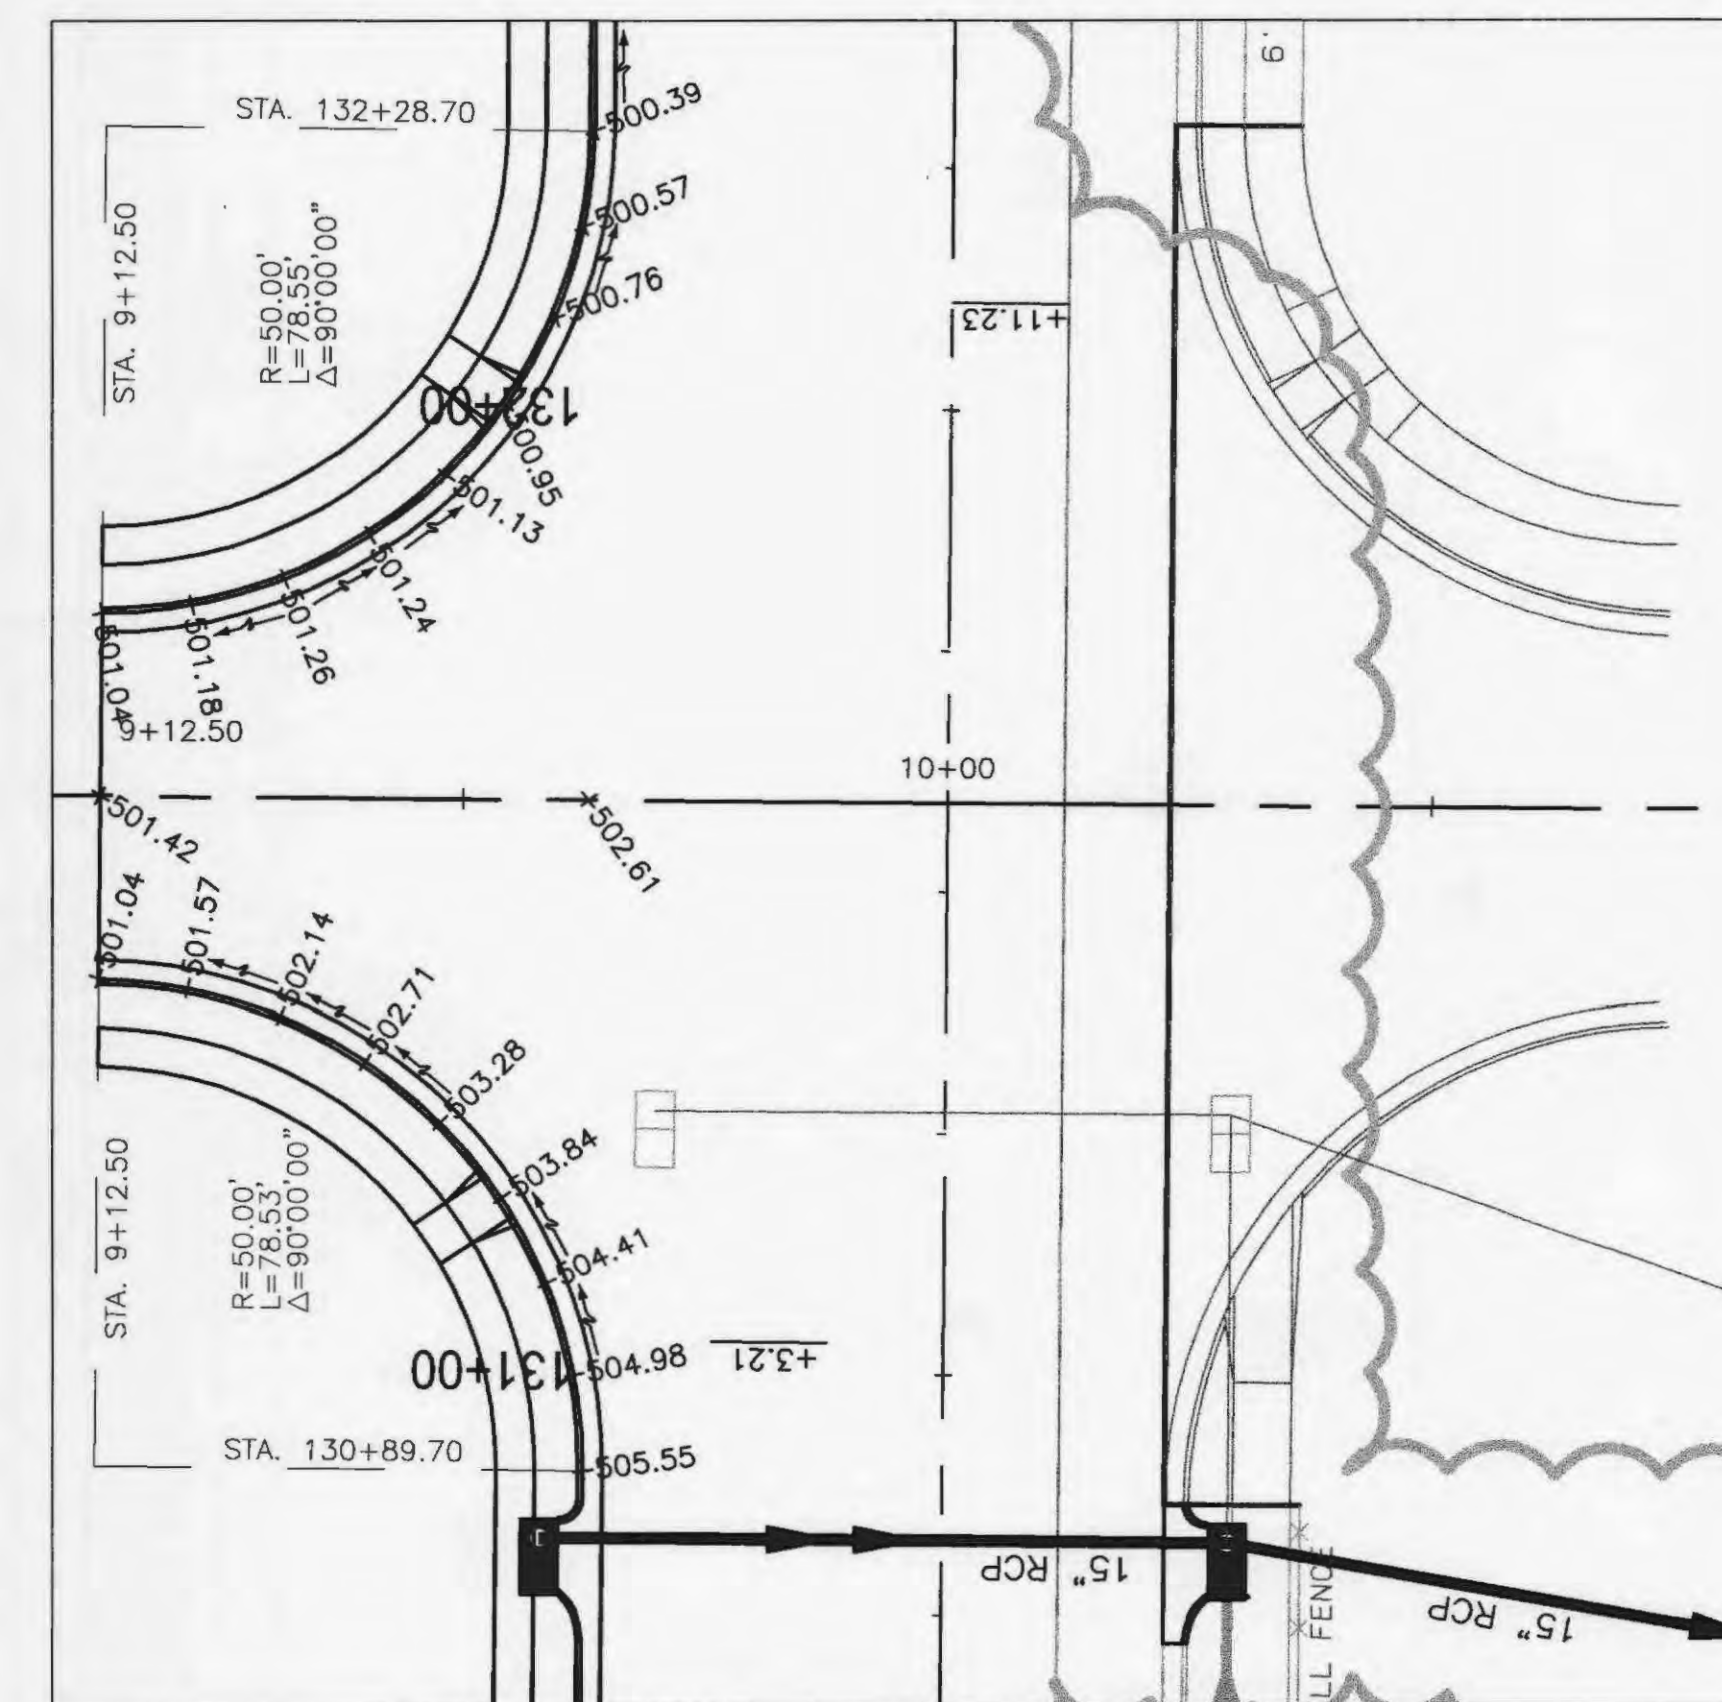 6'
STA. 132+28.70
500.39
STA. 9+12.50
R=50.00'
L=78.55'
Δ=90°00'00"
500.57
500.76
+11.23
132+00
500.95
501.13
501.24
501.26
501.18
501.04
9+12.50
10+00
501.42
502.61
501.04
501.57
502.14
502.71
503.28
503.84
504.41
STA. 9+12.50
R=50.00'
L=78.53'
Δ=90°00'00"
+3.21
131+00
504.98
STA. 130+89.70
505.55
15" RCP
15" RCP
LL FENCE